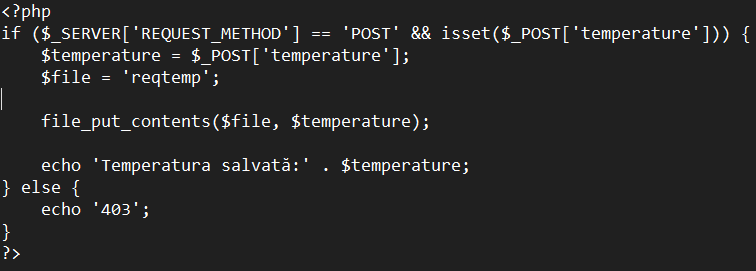 <?php
if ($_SERVER['REQUEST_METHOD'] == 'POST' && isset($_POST['temperature'])) {
    $temperature = $_POST['temperature'];
    $file = 'reqtemp';

    file_put_contents($file, $temperature);

    echo 'Temperatura salvată:' . $temperature;
} else {
    echo '403';
}
?>